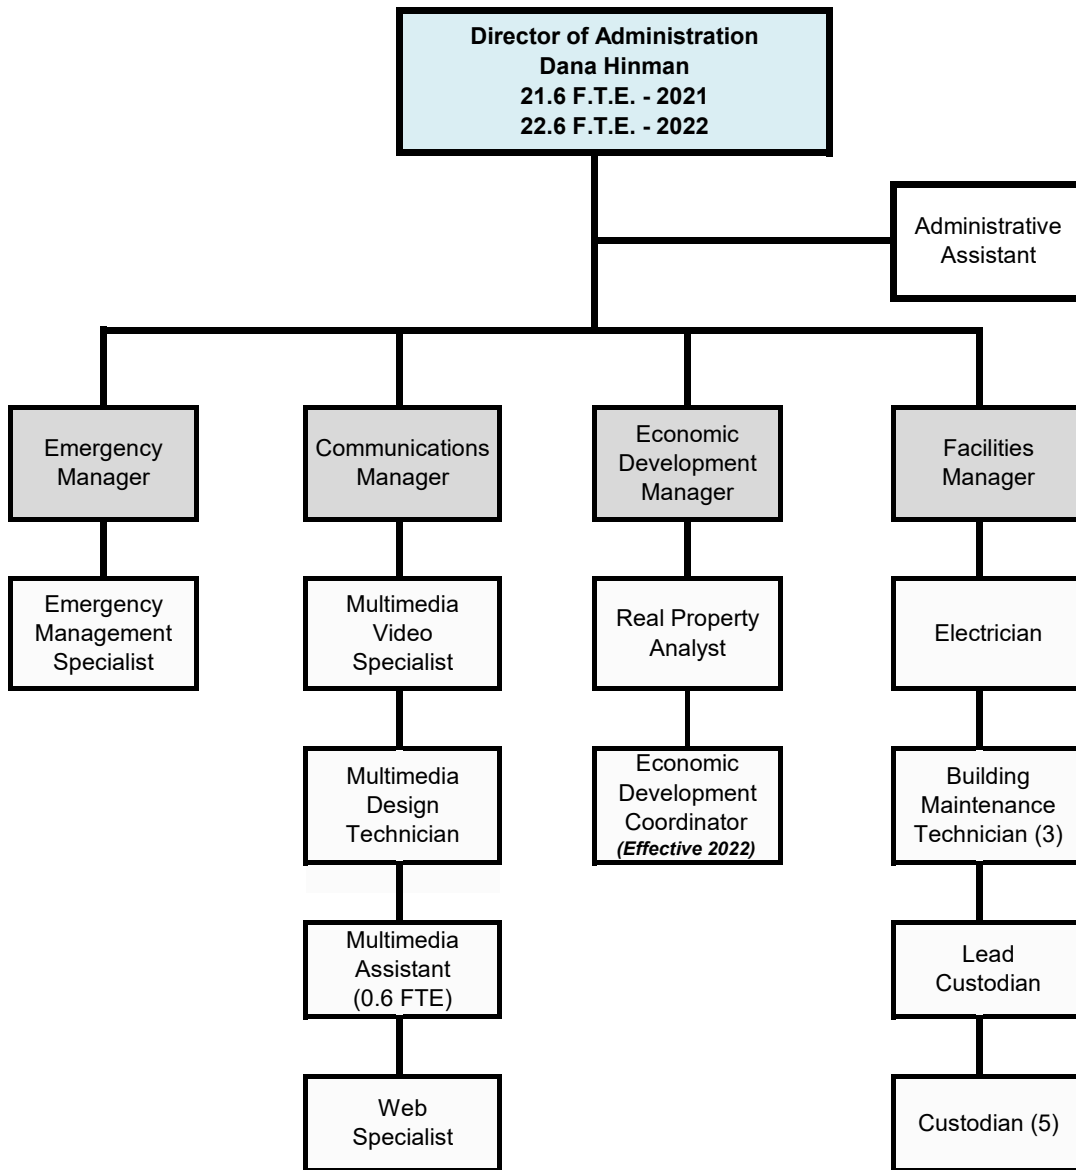 Director of Administration
Dana Hinman
21.6 F.T.E. - 2021
22.6 F.T.E. - 2022
Administrative
Assistant
Emergency
Manager
Communications
Manager
Economic
Development
Manager
Facilities
Manager
Emergency
Management
Specialist
Multimedia
Video
Specialist
Real Property
Analyst
Electrician
Multimedia
Design
Technician
Economic
Development
Coordinator
(Effective 2022)
Building
Maintenance
Technician (3)
Multimedia
Assistant
(0.6 FTE)
Lead
Custodian
Web
Specialist
Custodian (5)